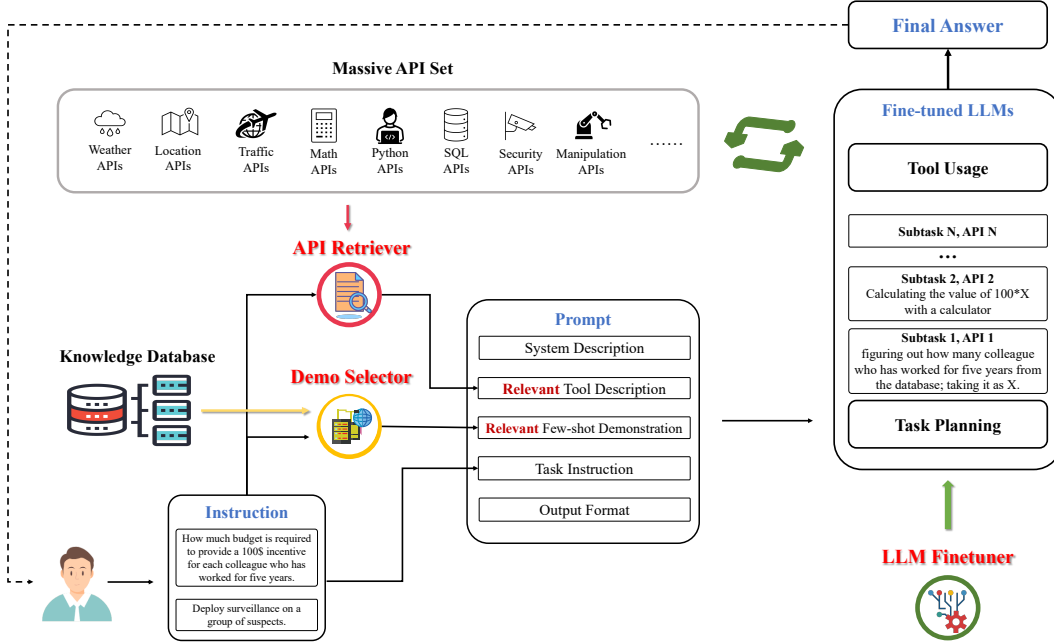 Final Answer
Massive API Set
Weather
APIs
Location
APIs
Traffic
APIs
Math
APIs
Python
APIs
SQL
APIs
Security
APIs
Manipulation
APIs
......
Fine-tuned LLMs
Tool Usage
Subtask N, API N
...
Subtask 2, API 2
Calculating the value of 100*X
with a calculator
Subtask 1, API 1
figuring out how many colleague
who has worked for five years from
the database; taking it as X.
Task Planning
API Retriever
Knowledge Database
Demo Selector
Prompt
System Description
Relevant Tool Description
Relevant Few-shot Demonstration
Task Instruction
Output Format
Instruction
How much budget is required
to provide a 100$ incentive
for each colleague who has
worked for five years.
Deploy surveillance on a
group of suspects.
LLM Finetuner